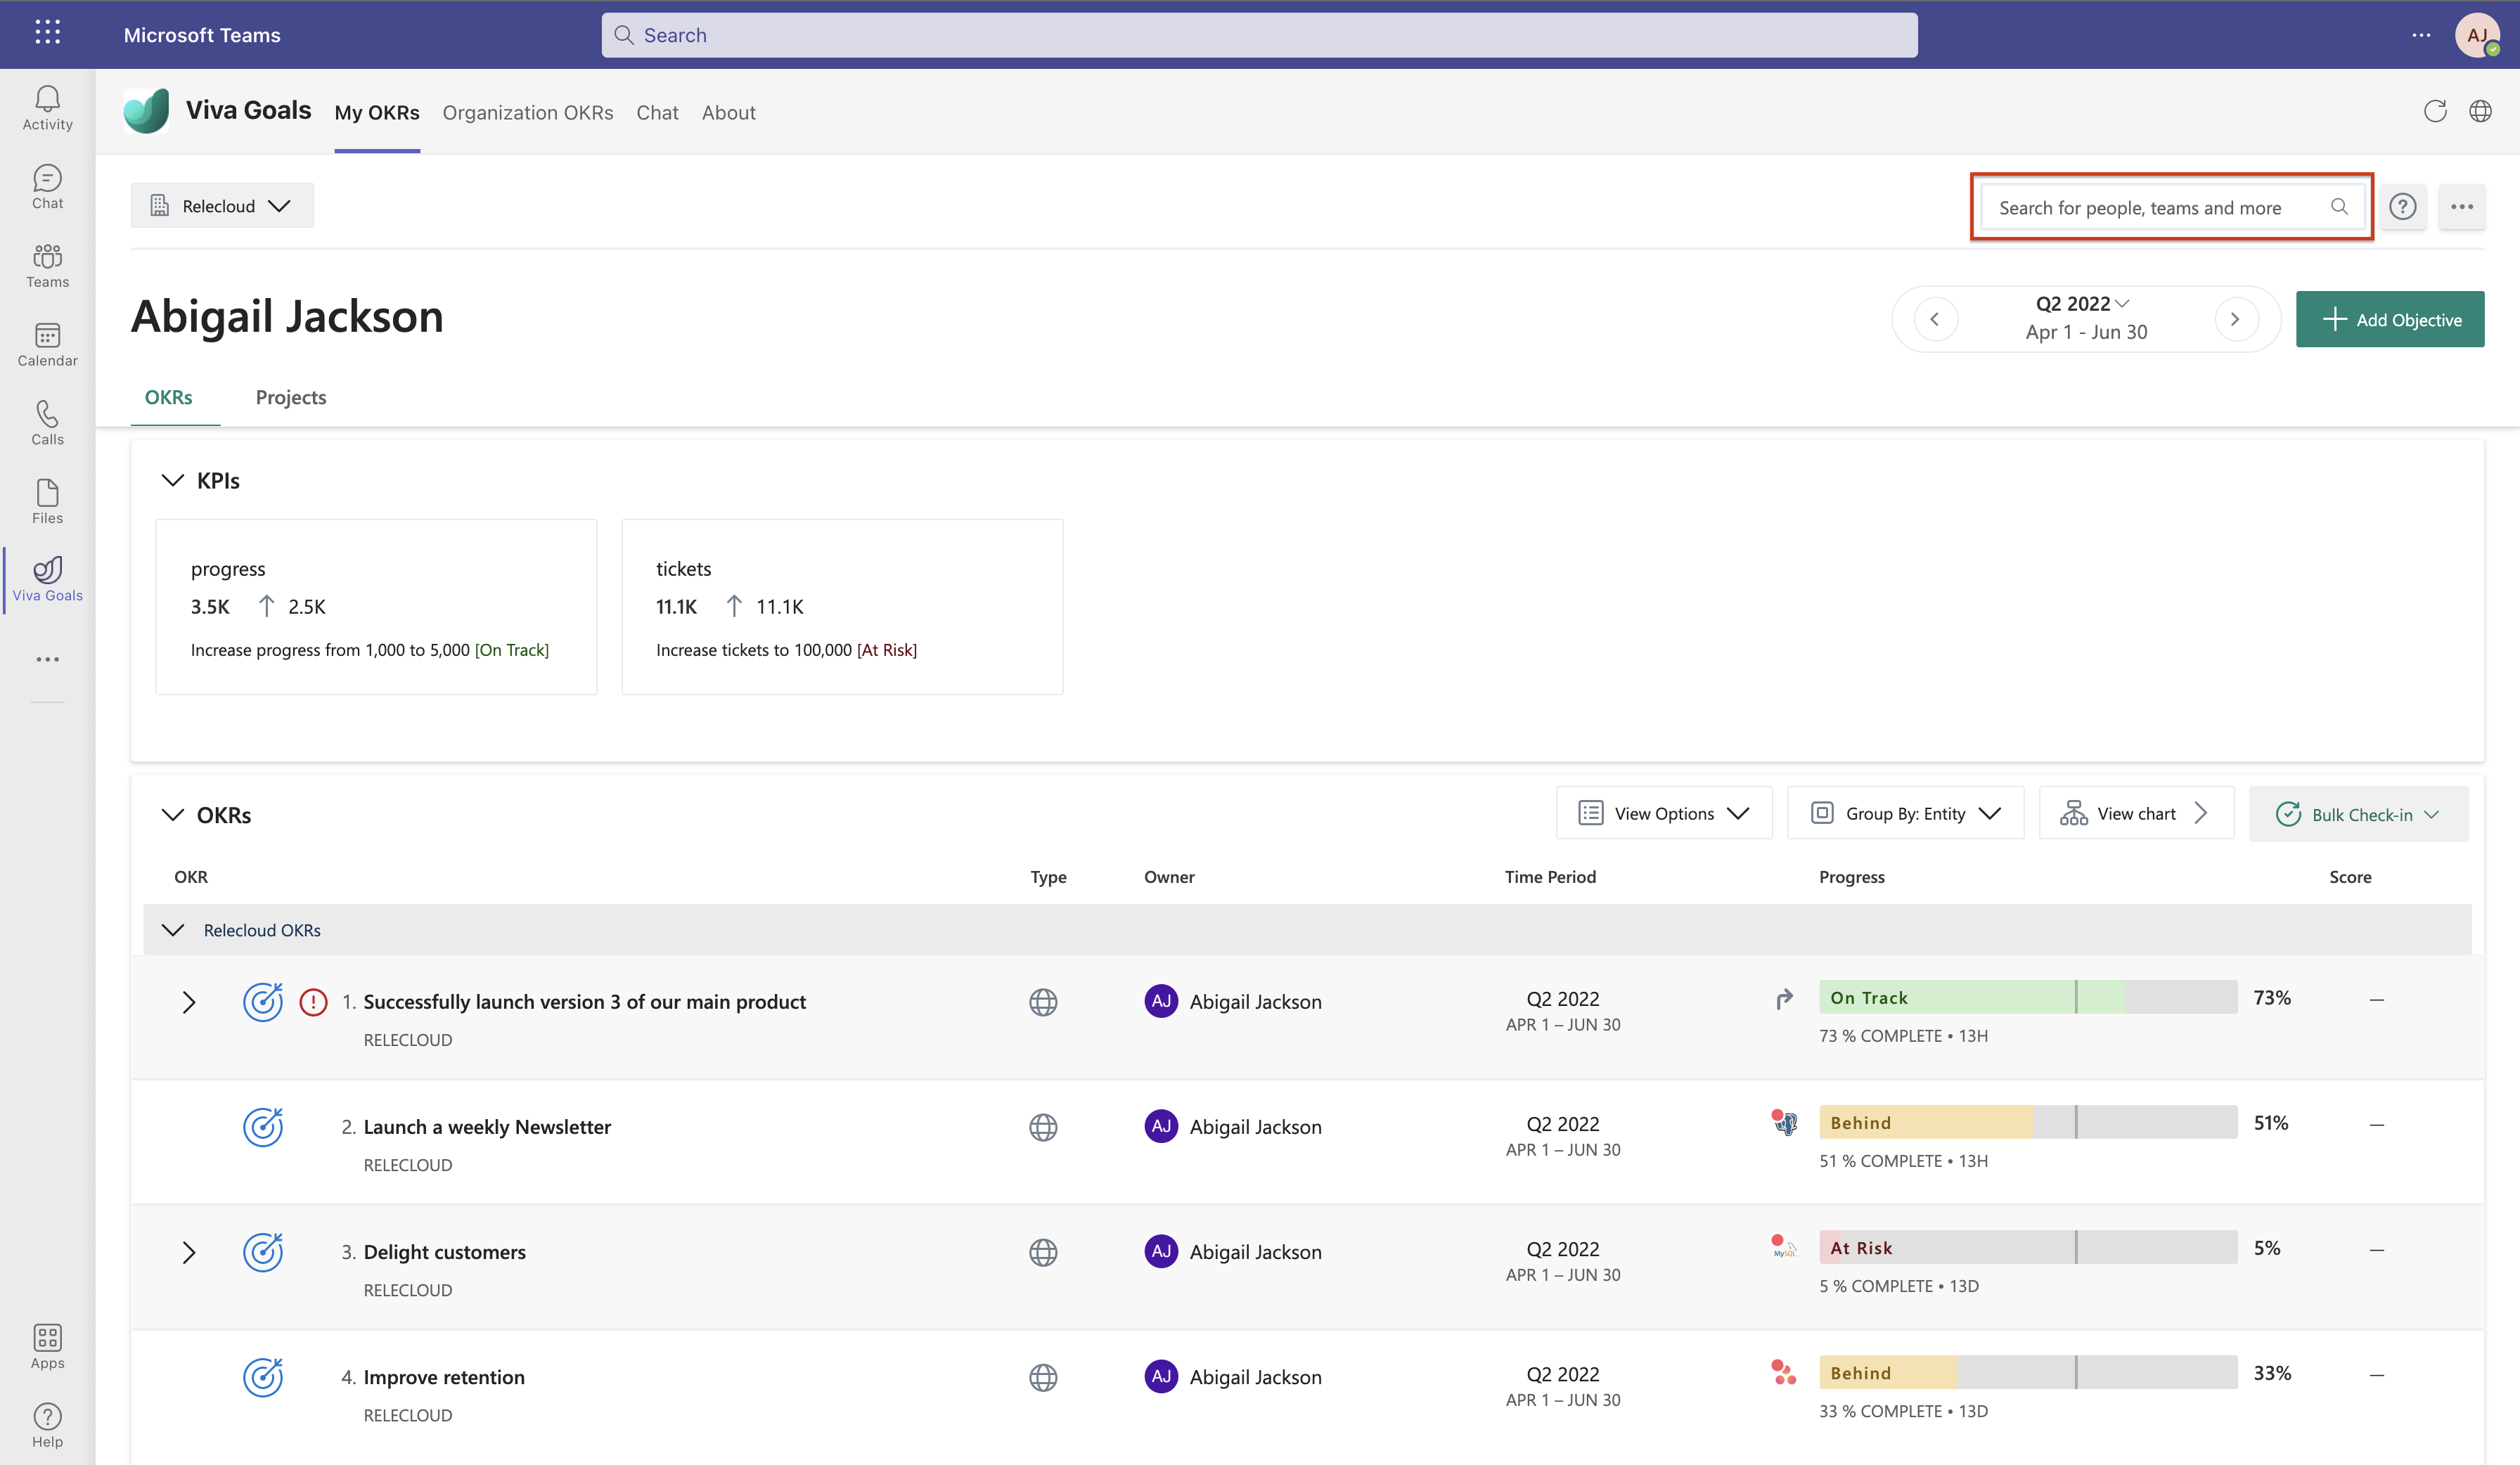 Microsoft Teams
Search
AJ
Activity
Chat
Teams
Calendar
Calls
Files
Viva Goals
Apps
Help
Viva Goals
My OKRs
Organization OKRs
Chat
About
Relecloud
Search for people, teams and more
Abigail Jackson
Q2 2022
Apr 1 - Jun 30
Add Objective
OKRs
Projects
KPIs
progress
3.5K 2.5K
Increase progress from 1,000 to 5,000 [On Track]
tickets
11.1K 11.1K
Increase tickets to 100,000 [At Risk]
OKRs
View Options
Group By: Entity
View chart
Bulk Check-in
OKR Type Owner Time Period Progress Score
Relecloud OKRs
1. Successfully launch version 3 of our main product
RELECLOUD
AJ Abigail Jackson
Q2 2022
APR 1 – JUN 30
On Track
73%
—
73 % COMPLETE • 13H
2. Launch a weekly Newsletter
RELECLOUD
AJ Abigail Jackson
Q2 2022
APR 1 – JUN 30
Behind
51%
—
51 % COMPLETE • 13H
3. Delight customers
RELECLOUD
AJ Abigail Jackson
Q2 2022
APR 1 – JUN 30
MySQL
At Risk
5%
—
5 % COMPLETE • 13D
4. Improve retention
RELECLOUD
AJ Abigail Jackson
Q2 2022
APR 1 – JUN 30
Behind
33%
—
33 % COMPLETE • 13D